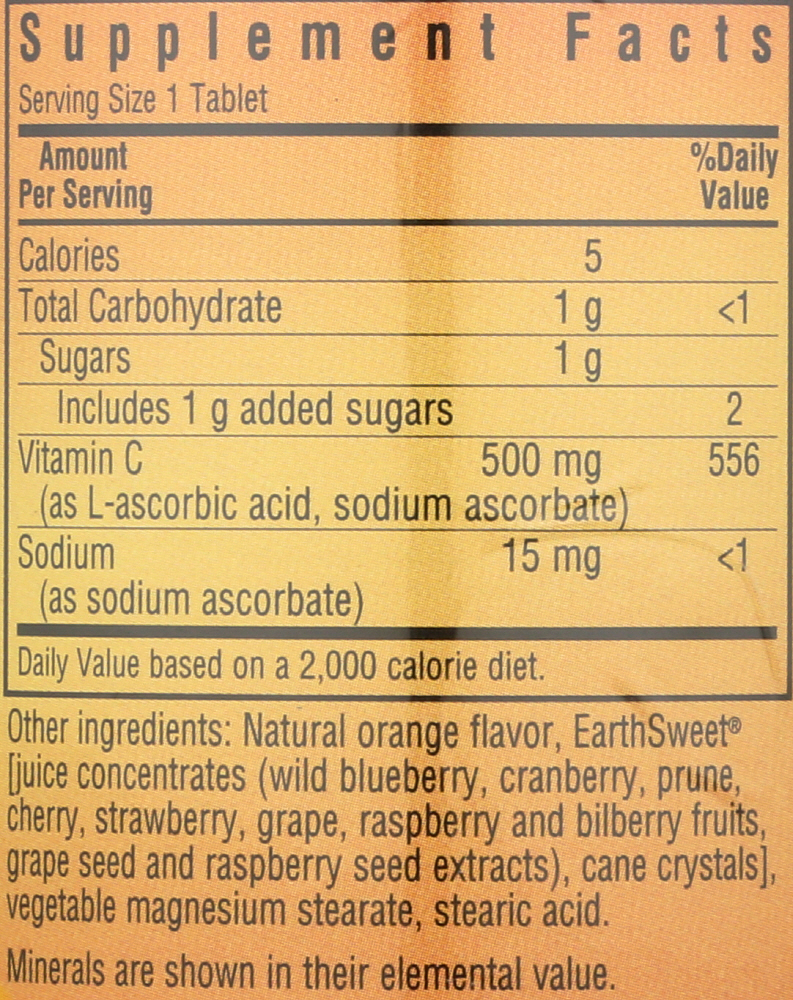 Supplement Facts
Serving Size 1 Tablet
Amount
Per Serving
%Daily
Value
Calories 5
Total Carbohydrate 1 g <1
Sugars 1 g
Includes 1 g added sugars 2
Vitamin C 500 mg 556
(as L-ascorbic acid, sodium ascorbate)
Sodium 15 mg <1
(as sodium ascorbate)
Daily Value based on a 2,000 calorie diet.
Other ingredients: Natural orange flavor, EarthSweet®
[juice concentrates (wild blueberry, cranberry, prune,
cherry, strawberry, grape, raspberry and bilberry fruits,
grape seed and raspberry seed extracts), cane crystals],
vegetable magnesium stearate, stearic acid.
Minerals are shown in their elemental value.